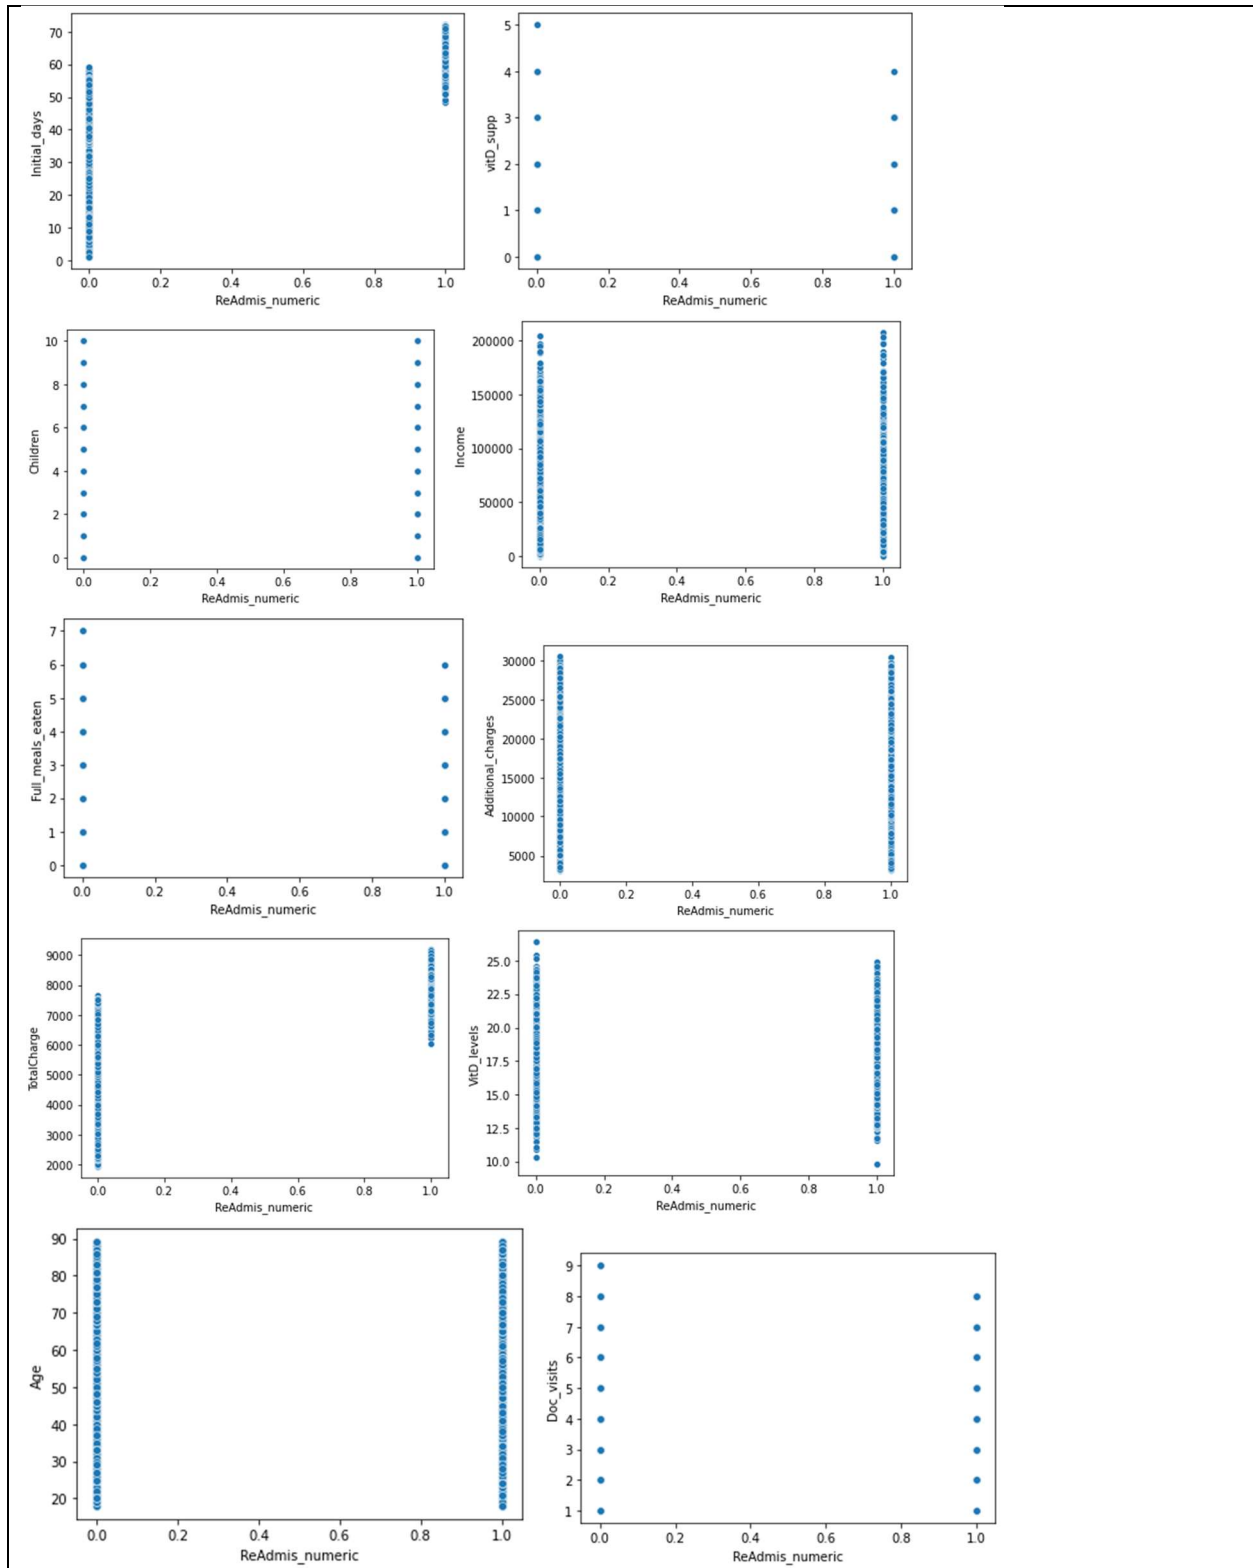 70
60
50
40
30
20
10
0
Initial_days
0.0 0.2 0.4 0.6 0.8 1.0
ReAdmis_numeric
5
4
3
2
1
0
vitD_supp
0.0 0.2 0.4 0.6 0.8 1.0
ReAdmis_numeric
10
8
6
4
2
0
Children
0.0 0.2 0.4 0.6 0.8 1.0
ReAdmis_numeric
200000
150000
100000
50000
0
Income
0.0 0.2 0.4 0.6 0.8 1.0
ReAdmis_numeric
7
6
5
4
3
2
1
0
Full_meals_eaten
0.0 0.2 0.4 0.6 0.8 1.0
ReAdmis_numeric
30000
25000
20000
15000
10000
5000
Additional_charges
0.0 0.2 0.4 0.6 0.8 1.0
ReAdmis_numeric
9000
8000
7000
6000
5000
4000
3000
2000
TotalCharge
0.0 0.2 0.4 0.6 0.8 1.0
ReAdmis_numeric
25.0
22.5
20.0
17.5
15.0
12.5
10.0
VitD_levels
0.0 0.2 0.4 0.6 0.8 1.0
ReAdmis_numeric
90
80
70
60
50
40
30
20
Age
0.0 0.2 0.4 0.6 0.8 1.0
ReAdmis_numeric
9
8
7
6
5
4
3
2
1
Doc_visits
0.0 0.2 0.4 0.6 0.8 1.0
ReAdmis_numeric